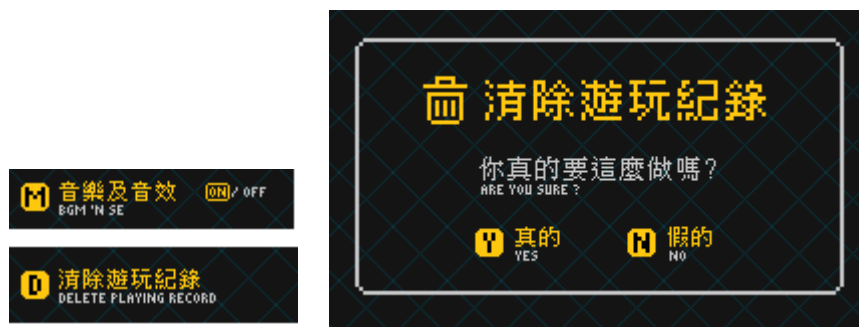 M 音樂及音效 ON / OFF
BGM 'N SE
D 清除遊玩紀錄
DELETE PLAYING RECORD
清除遊玩紀錄
你真的要這麼做嗎?
ARE YOU SURE ?
Y 真的 N 假的
YES NO